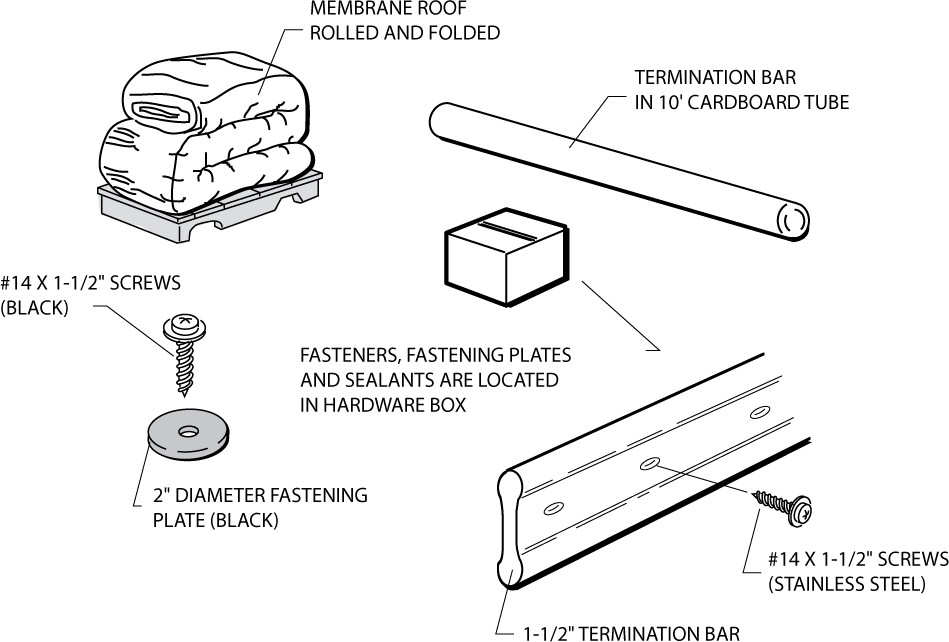 MEMBRANE ROOF
ROLLED AND FOLDED
TERMINATION BAR
IN 10' CARDBOARD TUBE
#14 X 1-1/2" SCREWS
(BLACK)
FASTENERS, FASTENING PLATES
AND SEALANTS ARE LOCATED
IN HARDWARE BOX
2" DIAMETER FASTENING
PLATE (BLACK)
#14 X 1-1/2" SCREWS
(STAINLESS STEEL)
1-1/2" TERMINATION BAR